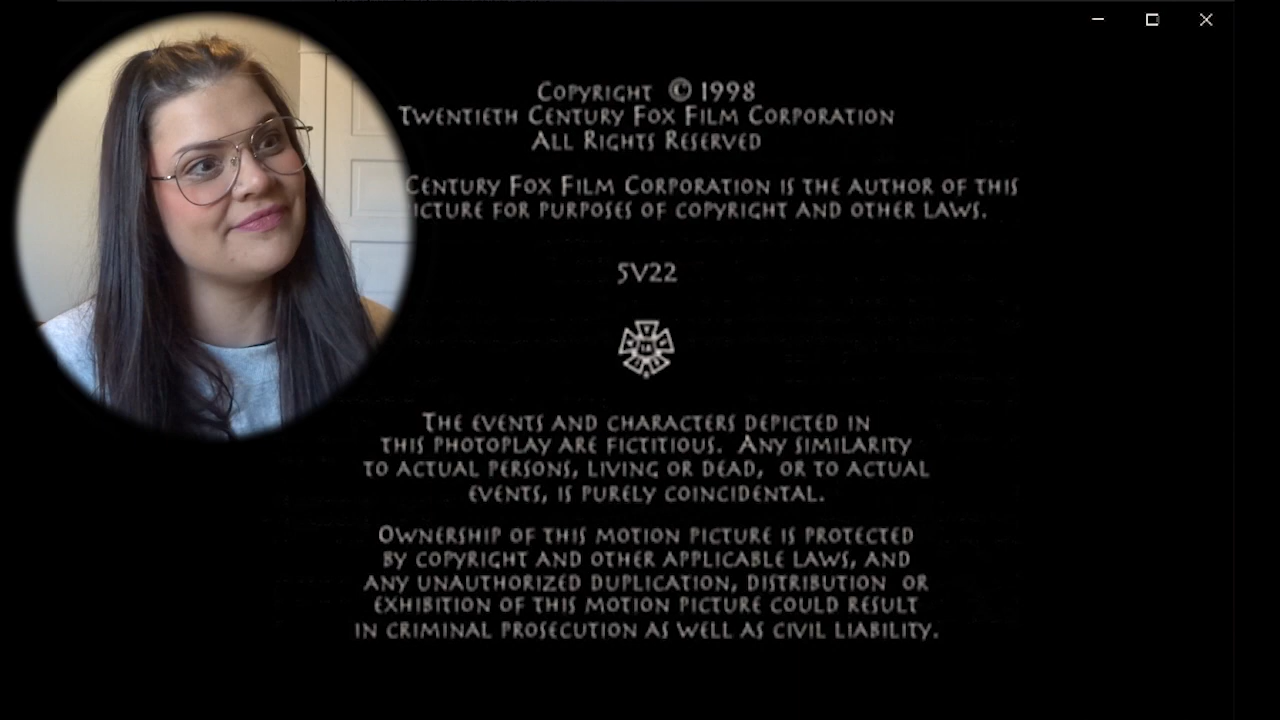 Copyright © 1998
Twentieth Century Fox Film Corporation
All Rights Reserved
Century Fox Film Corporation is the author of this
icture for purposes of copyright and other laws.
5V22
The events and characters depicted in
this photoplay are fictitious. Any similarity
to actual persons, living or dead, or to actual
events, is purely coincidental.
Ownership of this motion picture is protected
by copyright and other applicable laws, and
any unauthorized duplication, distribution or
exhibition of this motion picture could result
in criminal prosecution as well as civil liability.